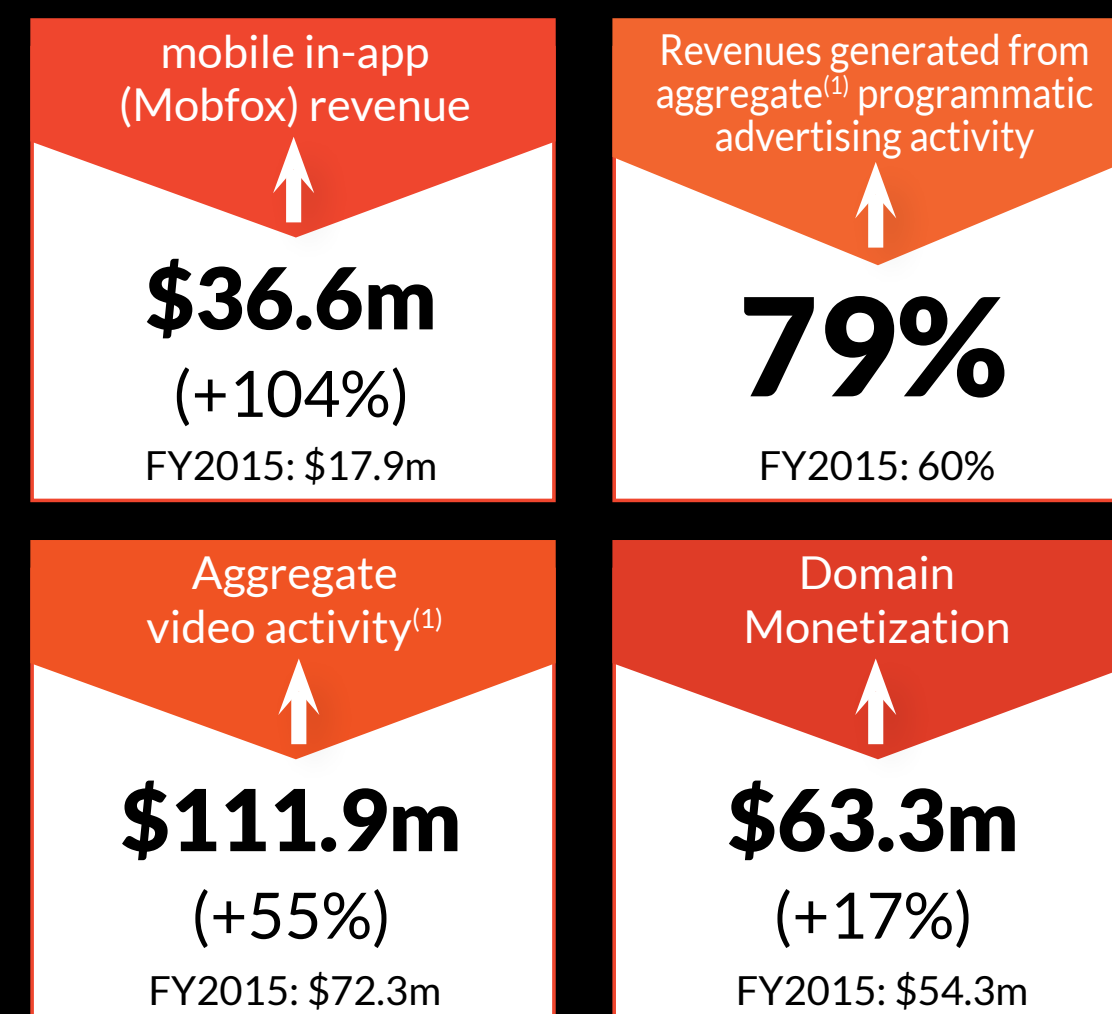 mobile in-app
(Mobfox) revenue
$36.6m
(+104%)
FY2015: $17.9m
Revenues generated from
aggregate(1) programmatic
advertising activity
79%
FY2015: 60%
Aggregate
video activity(1)
$111.9m
(+55%)
FY2015: $72.3m
Domain
Monetization
$63.3m
(+17%)
FY2015: $54.3m